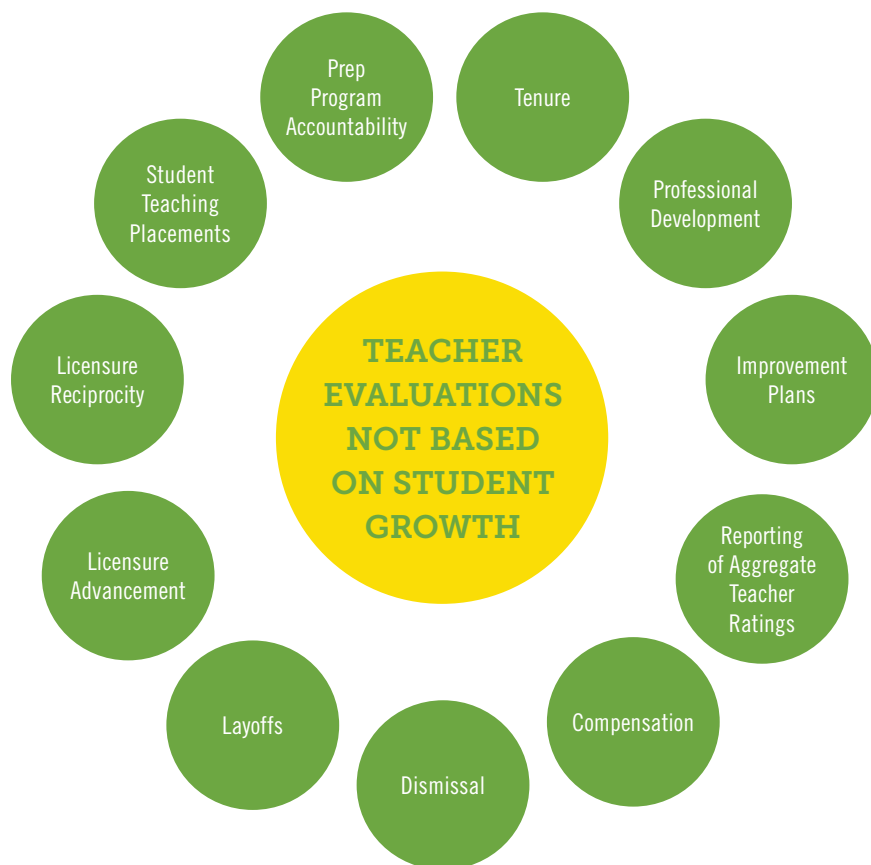 Prep
Program
Accountability
Tenure
Student
Teaching
Placements
Professional
Development
Licensure
Reciprocity
TEACHER
EVALUATIONS
NOT BASED
ON STUDENT
GROWTH
Improvement
Plans
Licensure
Advancement
Reporting
of Aggregate
Teacher
Ratings
Layoffs
Compensation
Dismissal